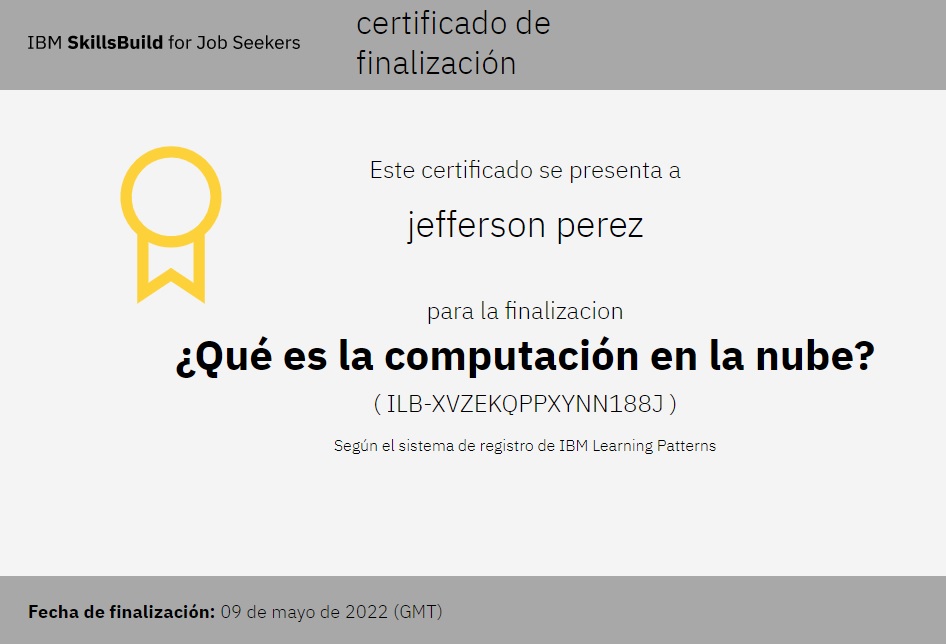 IBM SkillsBuild for Job Seekers
certificado de
finalización
Este certificado se presenta a
jefferson perez
para la finalizacion
¿Qué es la computación en la nube?
( ILB-XVZEKQPPXYNN188J )
Según el sistema de registro de IBM Learning Patterns
Fecha de finalización: 09 de mayo de 2022 (GMT)